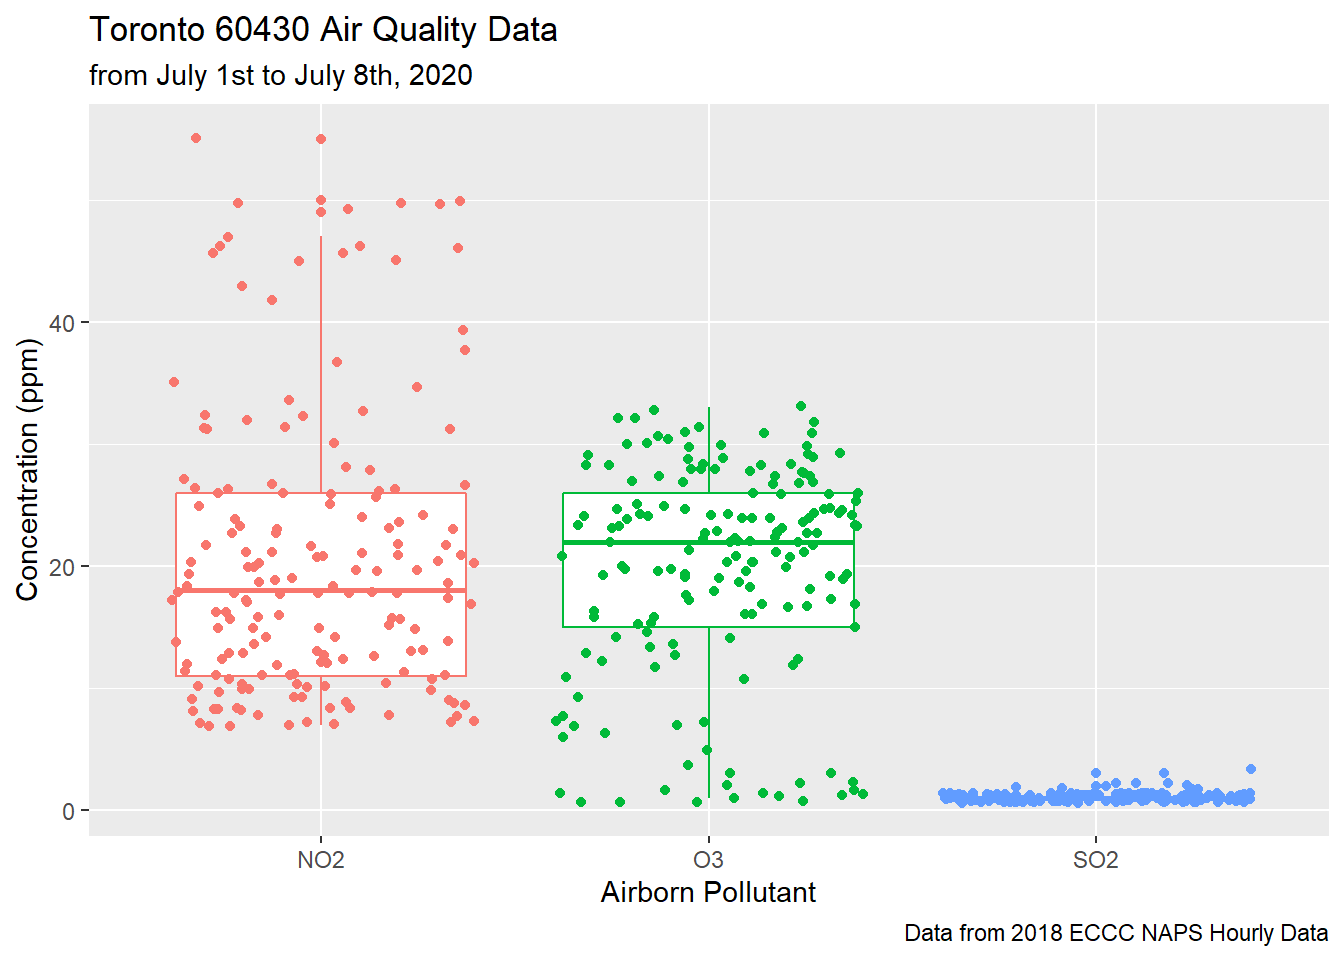 Toronto 60430 Air Quality Data
from July 1st to July 8th, 2020
Concentration (ppm)
40
20
0
NO2 O3 SO2
Airborn Pollutant
Data from 2018 ECCC NAPS Hourly Data